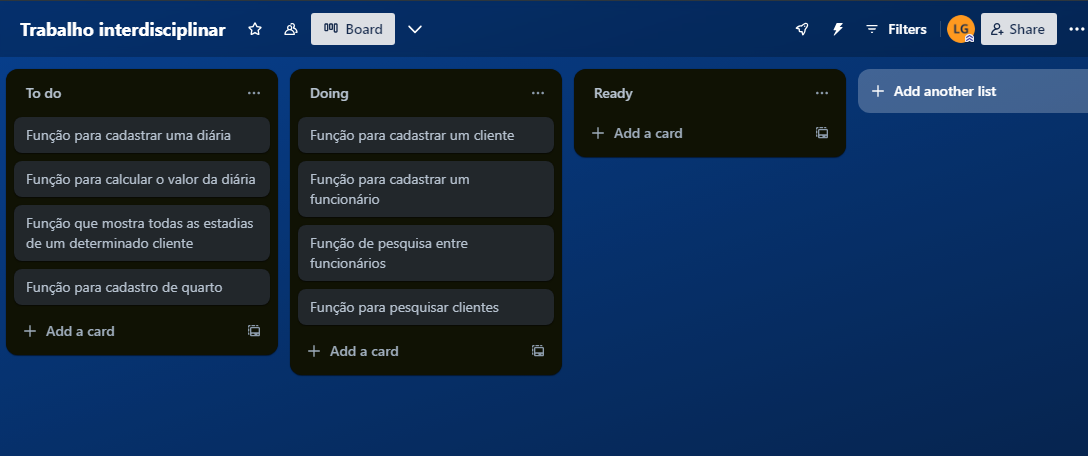 Trabalho interdisciplinar
Board
Filters
LG
Share
To do
Função para cadastrar uma diária
Função para calcular o valor da diária
Função que mostra todas as estadias
de um determinado cliente
Função para cadastro de quarto
Add a card
Doing
Função para cadastrar um cliente
Função para cadastrar um
funcionário
Função de pesquisa entre
funcionários
Função para pesquisar clientes
Add a card
Ready
Add a card
Add another list